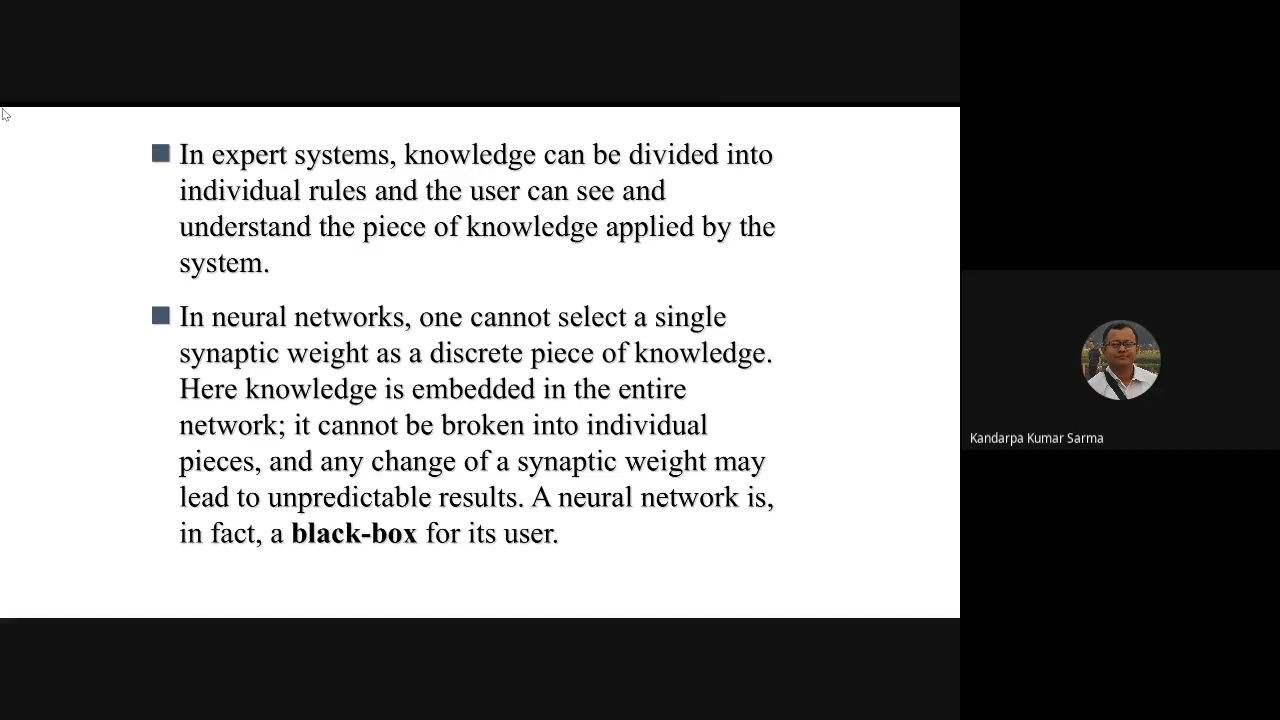 In expert systems, knowledge can be divided into
individual rules and the user can see and
understand the piece of knowledge applied by the
system.
In neural networks, one cannot select a single
synaptic weight as a discrete piece of knowledge.
Here knowledge is embedded in the entire
network; it cannot be broken into individual
pieces, and any change of a synaptic weight may
lead to unpredictable results. A neural network is,
in fact, a black-box for its user.
Kandarpa Kumar Sarma